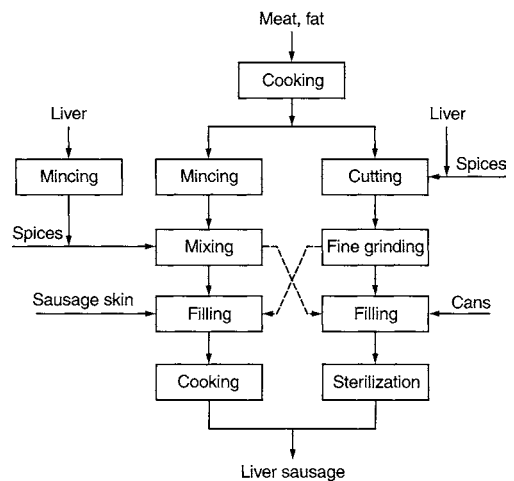 Meat, fat
Cooking
Liver
Liver
Spices
Mincing
Mincing
Cutting
Spices
Mixing
Fine grinding
Sausage skin
Filling
Filling
Cans
Cooking
Sterilization
Liver sausage